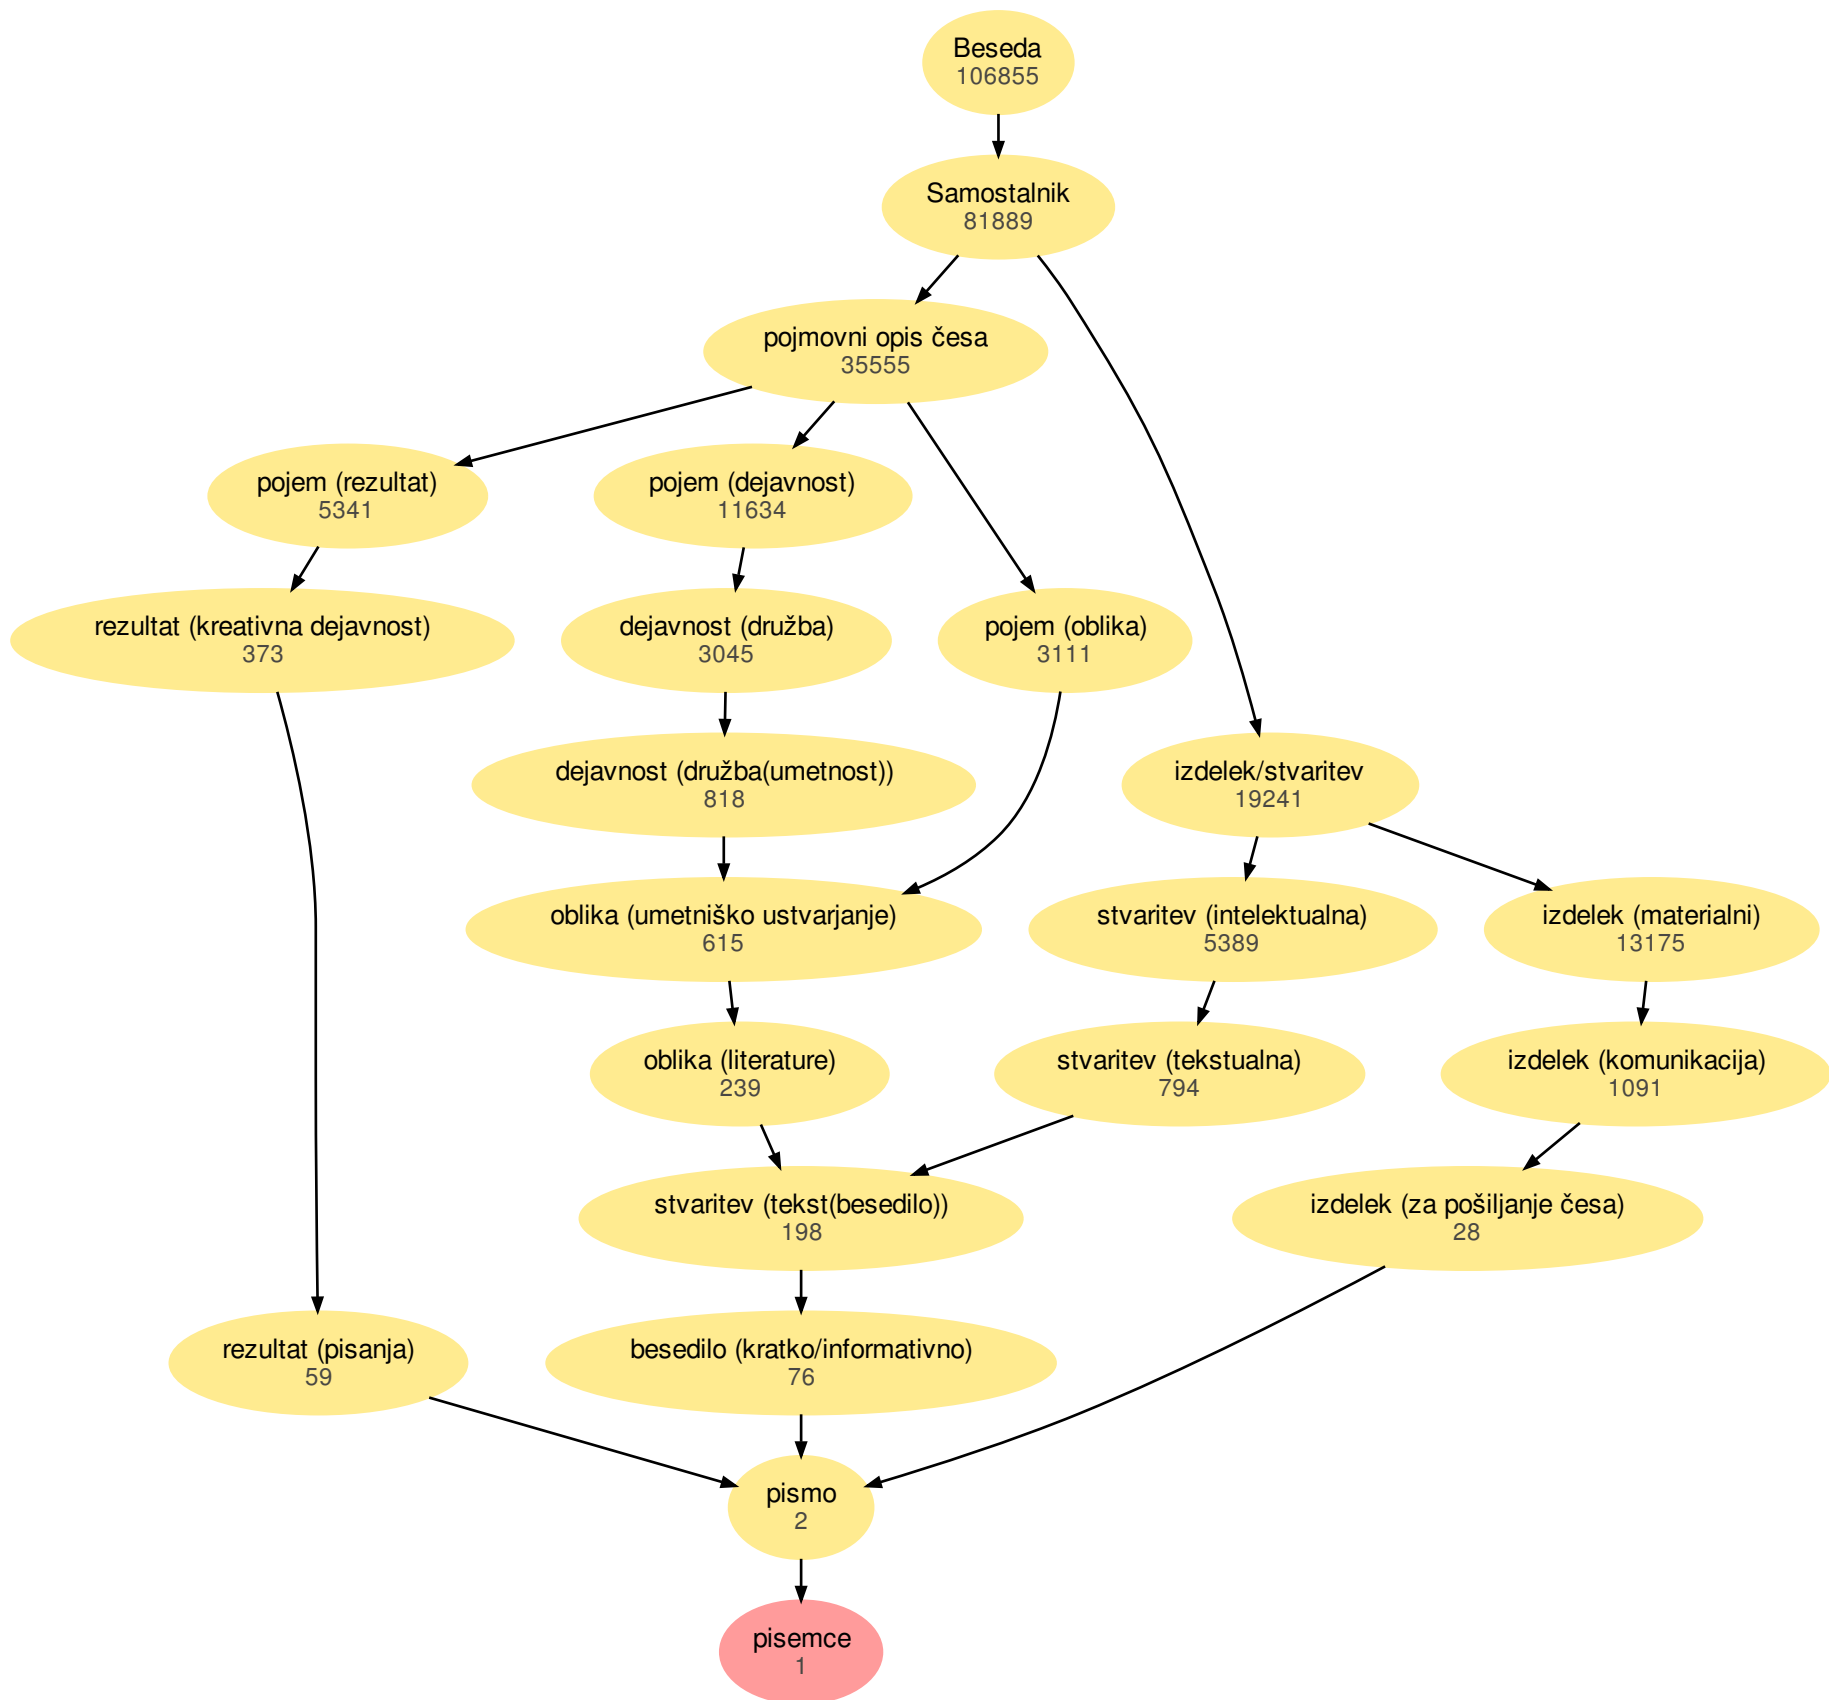 Beseda
106855
Samostalnik
81889
pojmovni opis česa
35555
pojem (rezultat)
5341
pojem (dejavnost)
11634
rezultat (kreativna dejavnost)
373
dejavnost (družba)
3045
pojem (oblika)
3111
dejavnost (družba(umetnost))
818
izdelek/stvaritev
19241
oblika (umetniško ustvarjanje)
615
stvaritev (intelektualna)
5389
izdelek (materialni)
13175
oblika (literature)
239
stvaritev (tekstualna)
794
izdelek (komunikacija)
1091
stvaritev (tekst(besedilo))
198
izdelek (za pošiljanje česa)
28
rezultat (pisanja)
59
besedilo (kratko/informativno)
76
pismo
2
pisemce
1